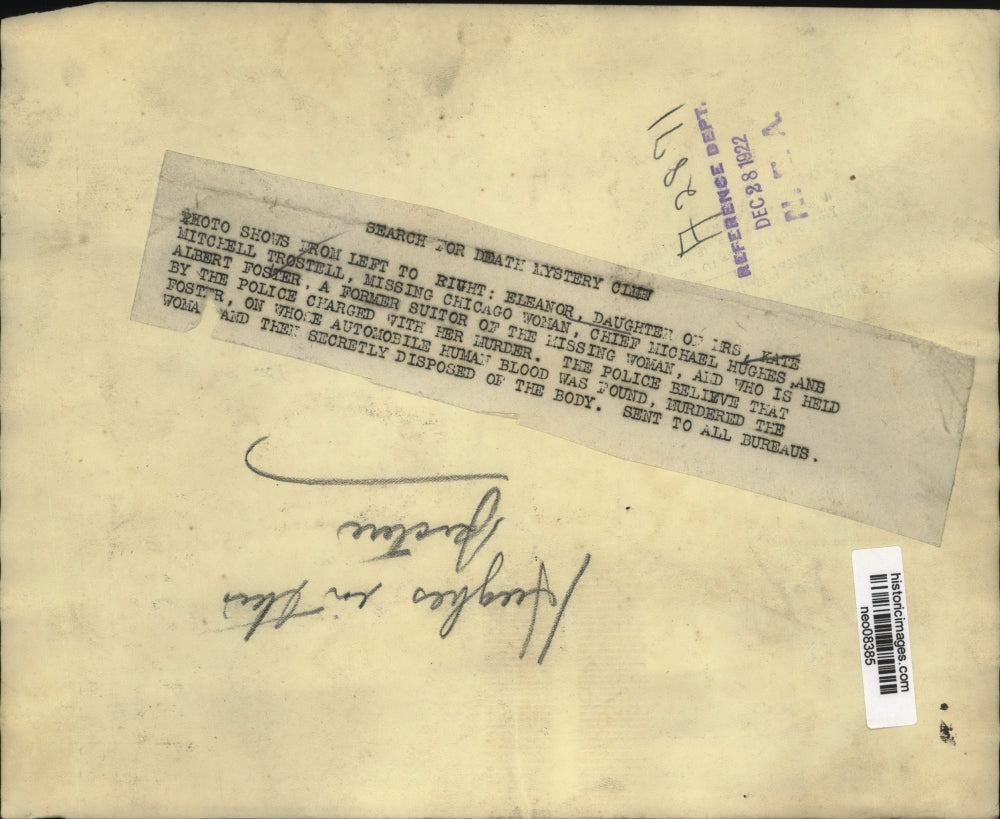 SEARCH FOR DEATH MYSTERY CLEW
PHOTO SHOWS FROM LEFT TO RIGHT: ELEANOR, DAUGHTER OF MRS. KATE
MITCHELL TROSTELL, MISSING CHICAGO WOMAN, CHIEF MICHAEL HUGHES, AND
ALBERT FOSTER, A FORMER SUITOR OF THE MISSING WOMAN, AND WHO IS HELD
BY THE POLICE CHARGED WITH HER MURDER. THE POLICE BELIEVE THAT
FOSTER, ON WHOSE AUTOMOBILE HUMAN BLOOD WAS FOUND, MURDERED THE
WOMAN AND THEN SECRETLY DISPOSED OF THE BODY. SENT TO ALL BUREAUS.
REFERENCE DEPT.
DEC 28 1922
N.E.A.
Hughes in this
picture
historicimages.com
neo08385